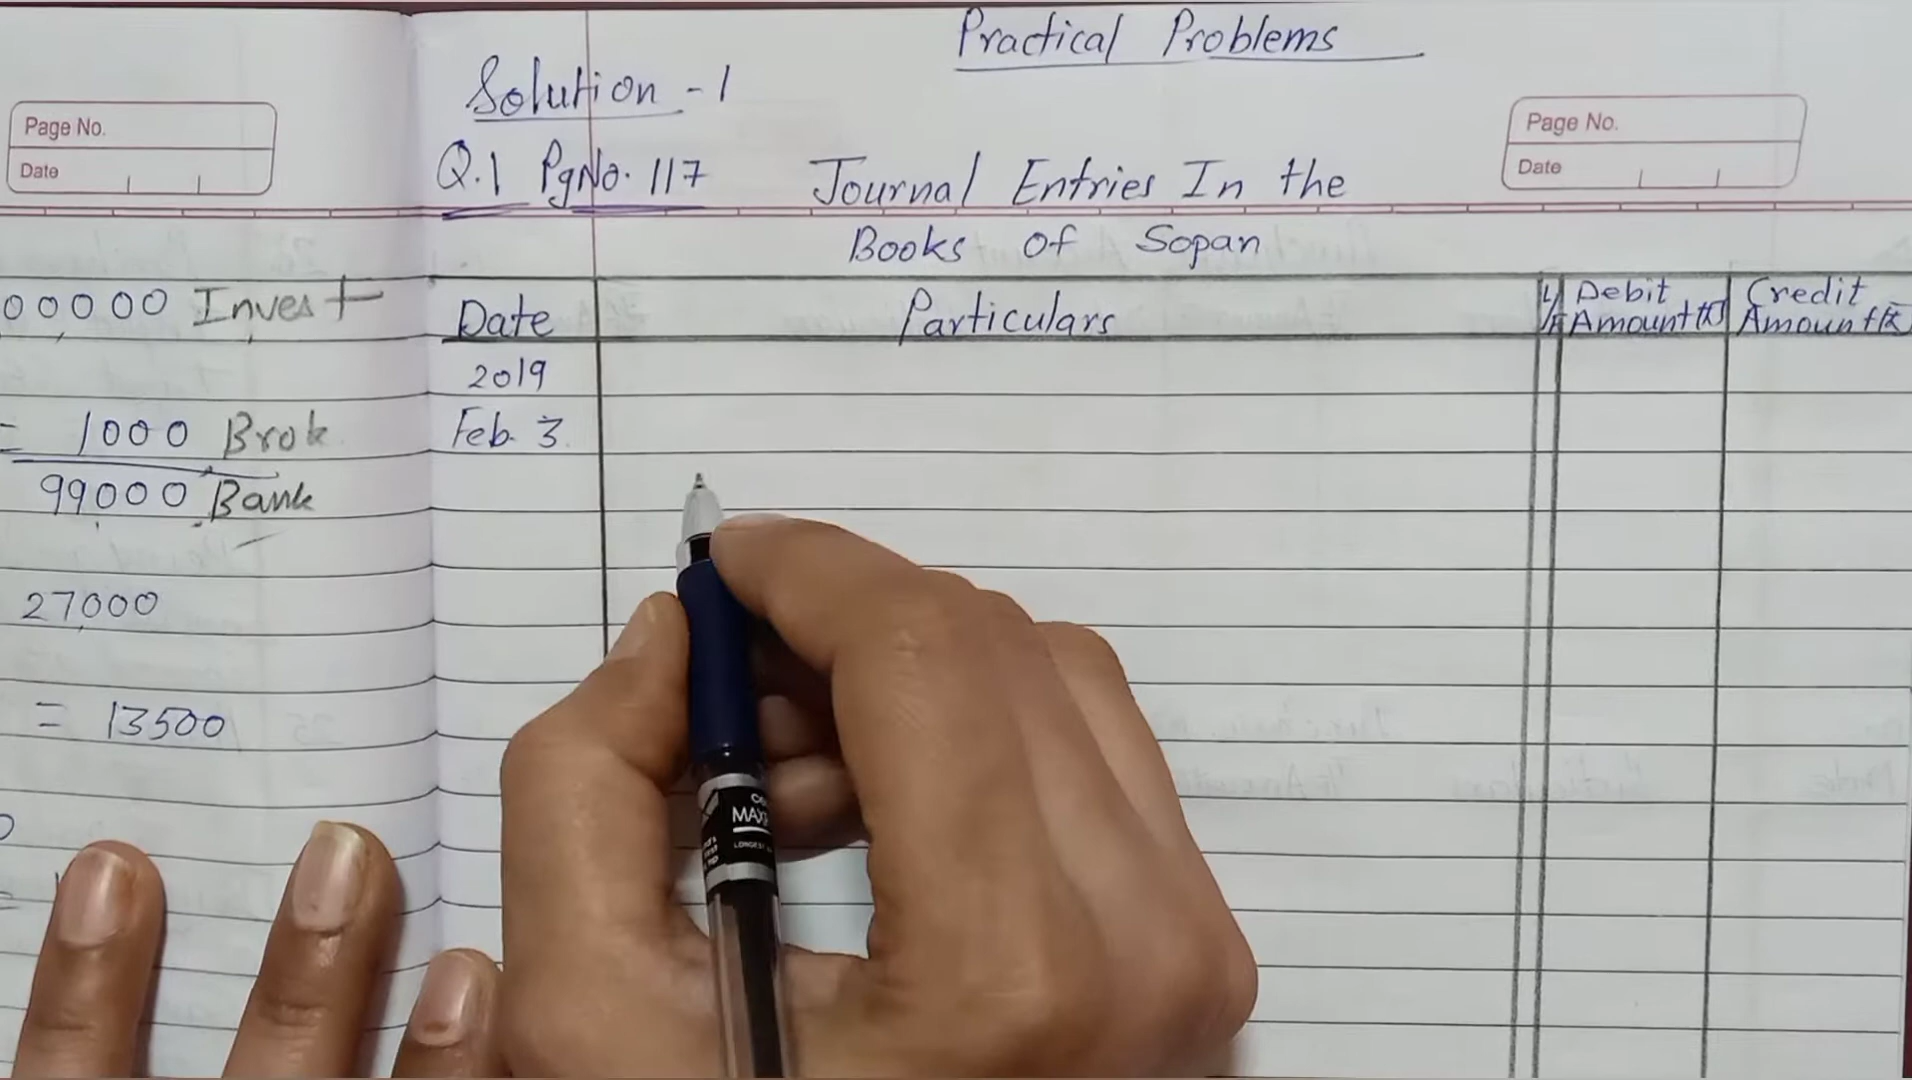 Practical Problems
Solution - 1
Page No.
Date
Page No.
Date
Q.1 PgNo. 117 Journal Entries In the
Books of Sopan
00000 Invest
Date Particulars L/F Debit Amount(₹) Credit Amount(₹
2019
= 1000 Brok
Feb. 3.
99000 Bank
27000
= 13500
MAX